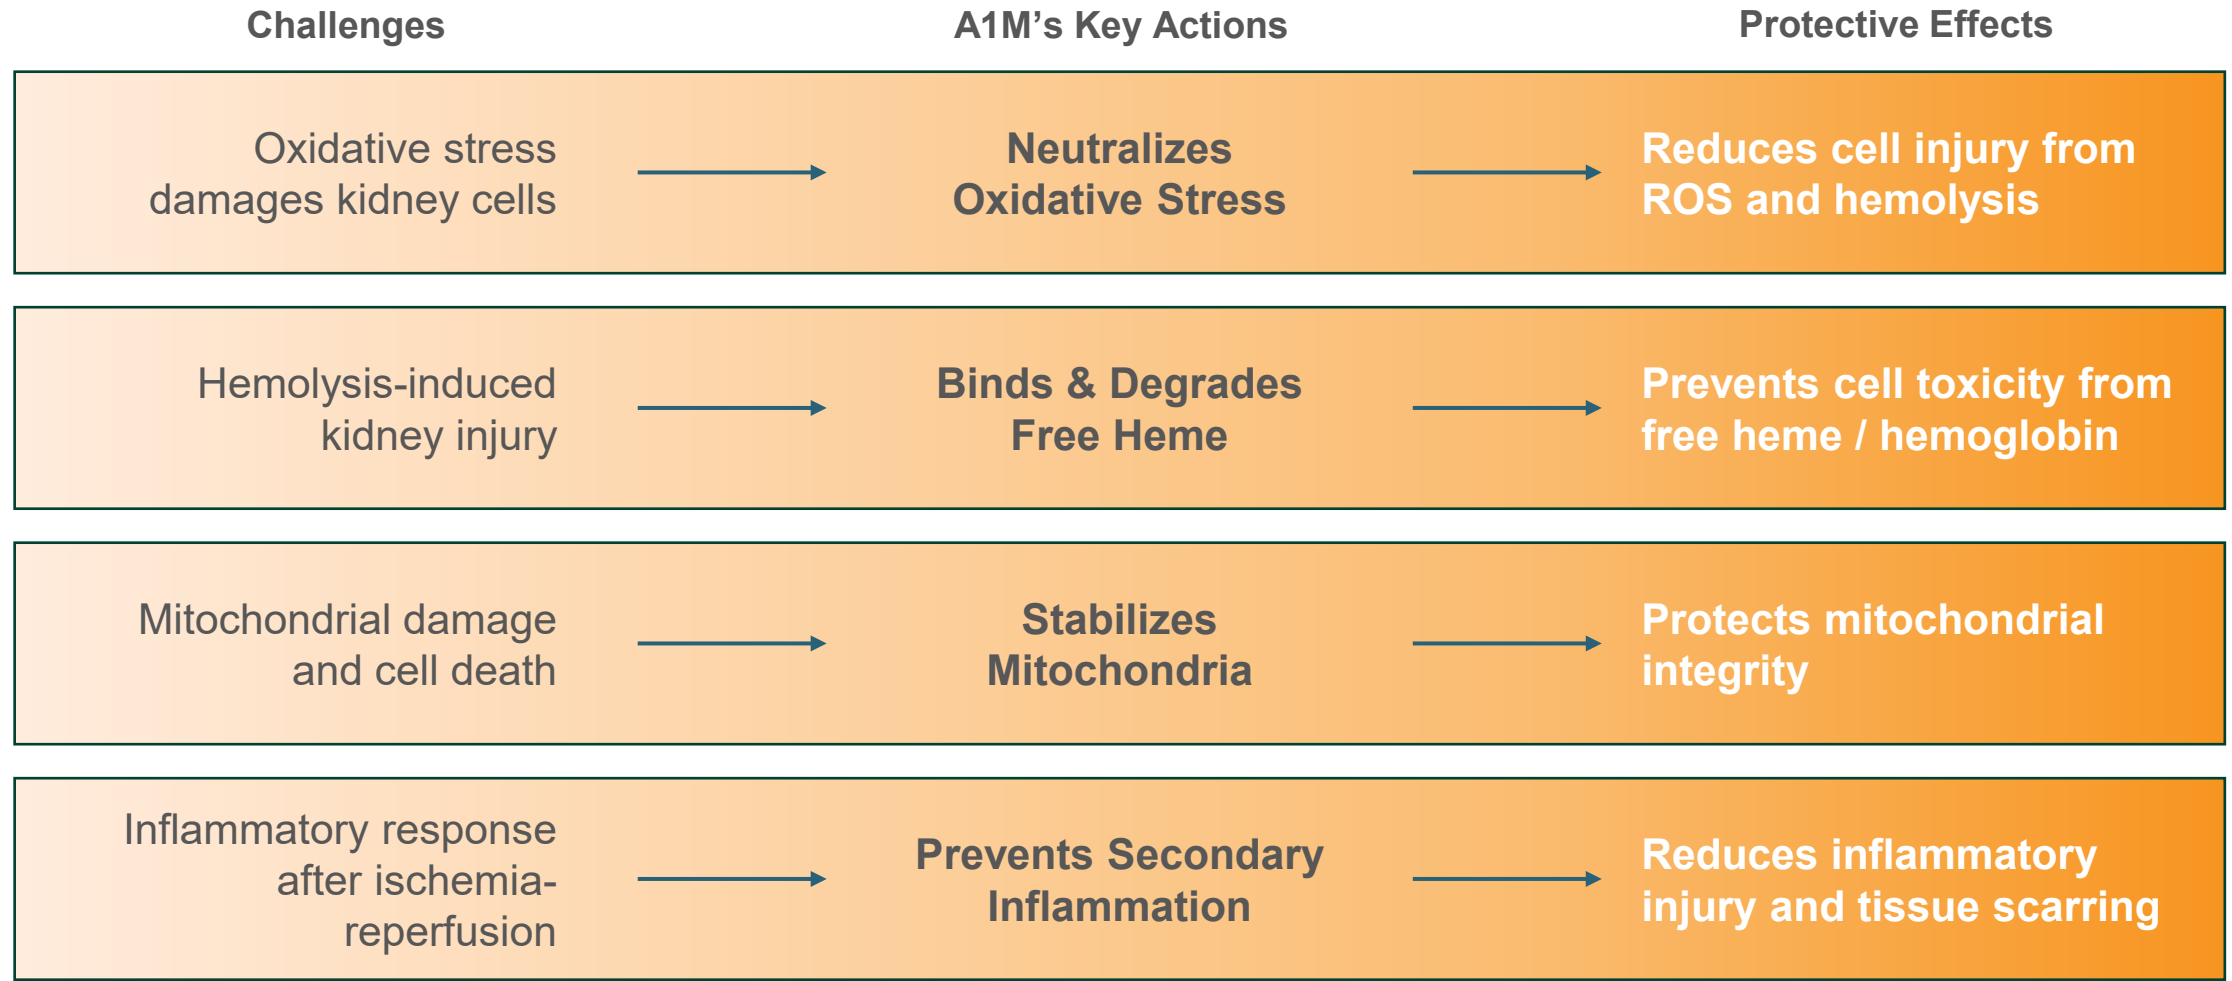 Challenges
A1M’s Key Actions
Protective Effects
Oxidative stress
damages kidney cells
Neutralizes
Oxidative Stress
Reduces cell injury from
ROS and hemolysis
Hemolysis-induced
kidney injury
Binds & Degrades
Free Heme
Prevents cell toxicity from
free heme / hemoglobin
Mitochondrial damage
and cell death
Stabilizes
Mitochondria
Protects mitochondrial
integrity
Inflammatory response
after ischemia-
reperfusion
Prevents Secondary
Inflammation
Reduces inflammatory
injury and tissue scarring